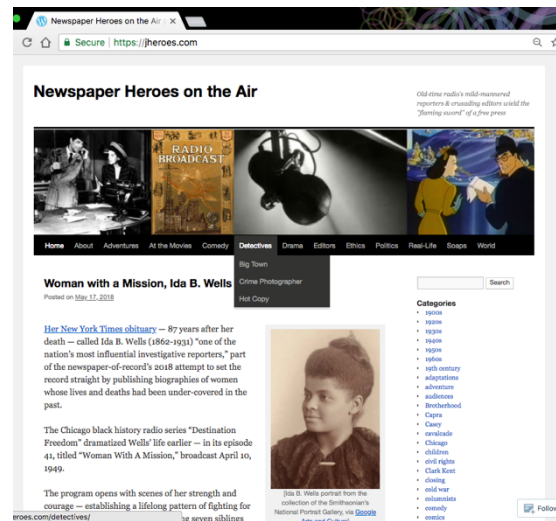 Newspaper Heroes on the Air
Secure | https://jheroes.com
Newspaper Heroes on the Air
Old-time radio's mild-mannered
reporters & crusading editors wield the
"flaming sword" of a free press
RADIO
BROADCAST
Home About Adventures At the Movies Comedy Detectives Drama Editors Ethics Politics Real-Life Soaps World
Big Town
Crime Photographer
Hot Copy
Woman with a Mission, Ida B. Wells
Posted on May 17, 2018
Her New York Times obituary — 87 years after her
death — called Ida B. Wells (1862-1931) "one of the
nation's most influential investigative reporters," part
of the newspaper-of-record's 2018 attempt to set the
record straight by publishing biographies of women
whose lives and deaths had been under-covered in the
past.
The Chicago black history radio series "Destination
Freedom" dramatized Wells' life earlier — in its episode
41, titled "Woman With A Mission," broadcast April 10,
1949.
The program opens with scenes of her strength and
courage — establishing a lifelong pattern of fighting for
ng seven siblings
eroes.com/detectives/
[Ida B. Wells portrait from the
collection of the Smithsonian's
National Portrait Gallery, via Google
Arts and Culture]
Search
Categories
1900s
1920s
1930s
1940s
1950s
1960s
19th century
adaptations
adventure
audiences
Brotherhood
Capra
Casey
cavalcade
Chicago
children
civil rights
Clark Kent
closing
cold war
columnists
comedy
comics
Follow